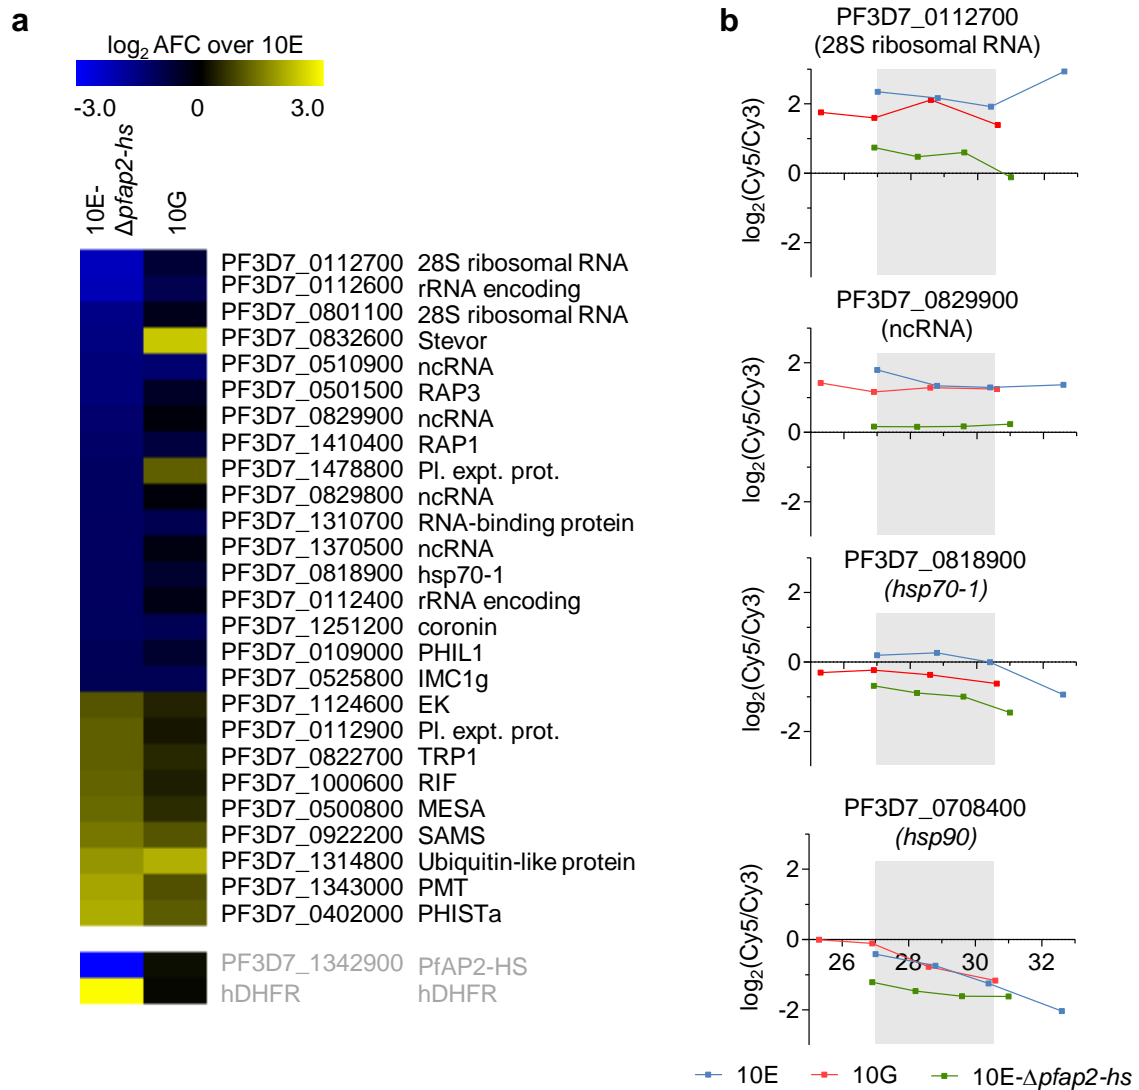 a
log2 AFC over 10E
-3.0 0 3.0
10E-
Δpfap2-hs
10G
PF3D7_0112700 28S ribosomal RNA
PF3D7_0112600 rRNA encoding
PF3D7_0801100 28S ribosomal RNA
PF3D7_0832600 Stevor
PF3D7_0510900 ncRNA
PF3D7_0501500 RAP3
PF3D7_0829900 ncRNA
PF3D7_1410400 RAP1
PF3D7_1478800 Pl. expt. prot.
PF3D7_0829800 ncRNA
PF3D7_1310700 RNA-binding protein
PF3D7_1370500 ncRNA
PF3D7_0818900 hsp70-1
PF3D7_0112400 rRNA encoding
PF3D7_1251200 coronin
PF3D7_0109000 PHIL1
PF3D7_0525800 IMC1g
PF3D7_1124600 EK
PF3D7_0112900 Pl. expt. prot.
PF3D7_0822700 TRP1
PF3D7_1000600 RIF
PF3D7_0500800 MESA
PF3D7_0922200 SAMS
PF3D7_1314800 Ubiquitin-like protein
PF3D7_1343000 PMT
PF3D7_0402000 PHISTa
PF3D7_1342900 PfAP2-HS
hDHFR hDHFR
b
PF3D7_0112700
(28S ribosomal RNA)
log2(Cy5/Cy3)
2
0
-2
PF3D7_0829900
(ncRNA)
log2(Cy5/Cy3)
2
0
-2
PF3D7_0818900
(hsp70-1)
log2(Cy5/Cy3)
2
0
-2
PF3D7_0708400
(hsp90)
log2(Cy5/Cy3)
2
0
-2
26 28 30 32
10E 10G 10E-Δpfap2-hs